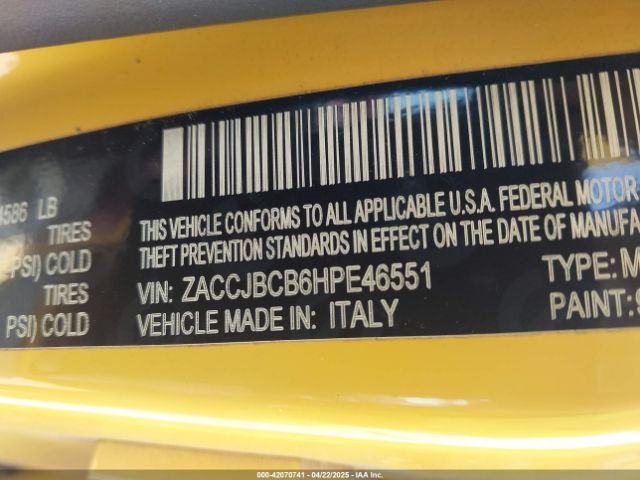 4586 LB
TIRES
PSI) COLD
TIRES
PSI) COLD
THIS VEHICLE CONFORMS TO ALL APPLICABLE U.S.A. FEDERAL MOTOR
THEFT PREVENTION STANDARDS IN EFFECT ON THE DATE OF MANUFA
VIN: ZACCJBCB6HPE46551
TYPE: M
VEHICLE MADE IN: ITALY
PAINT:
000-42070741 | 04/22/2025 | Copyright IAA, Inc.